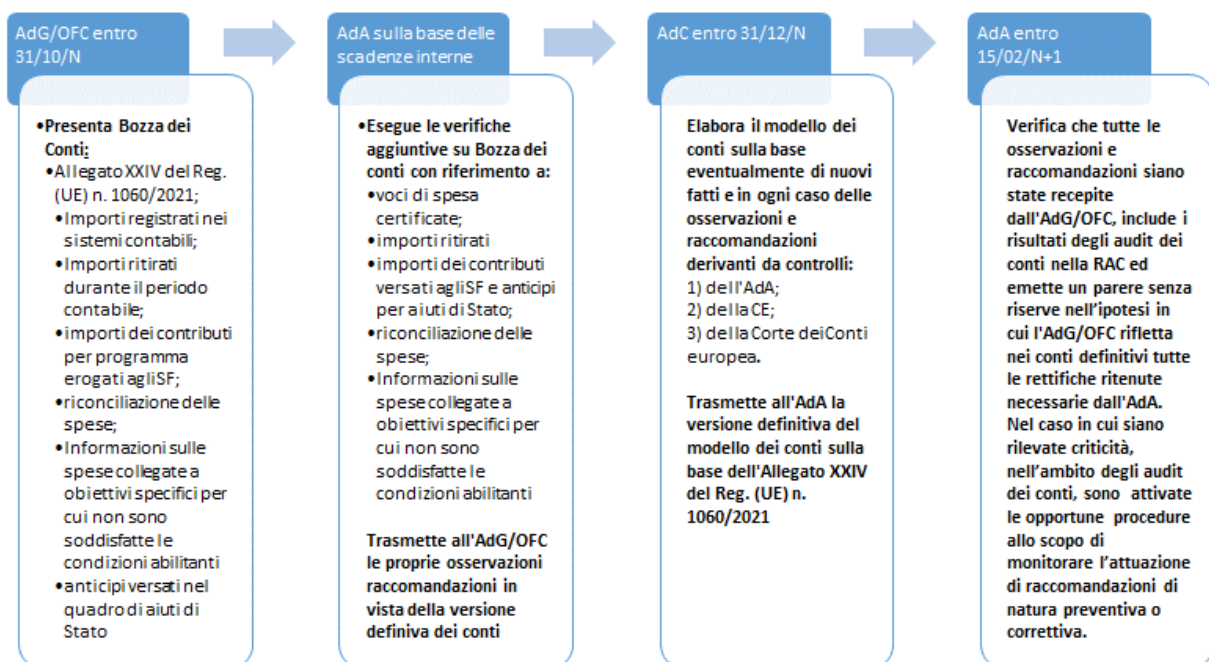 AdG/OFC entro
31/10/N
•Presenta Bozza dei
Conti:
•Allegato XXIV del Reg.
(UE) n. 1060/2021;
•Importi registrati nei
sistemi contabili;
•Importi ritirati
durante il periodo
contabile;
•importi dei contributi
per programma
erogati agli SF;
•riconciliazione delle
spese;
•Informazioni sulle
spese collegate a
obiettivi specifici per
cui non sono
soddisfatte le
condizioni abilitanti
•anticipi versati nel
quadro di aiuti di
Stato
AdA sulla base delle
scadenze interne
•Esegue le verifiche
aggiuntive su Bozza dei
conti con riferimento a:
•voci di spesa
certificate;
•importi ritirati
•importi dei contributi
versati agli SF e anticipi
per aiuti di Stato;
•riconciliazione delle
spese;
•Informazioni sulle
spese collegate a
obiettivi specifici per
cui non sono
soddisfatte le
condizioni abilitanti
Trasmette all'AdG/OFC
le proprie osservazioni
raccomandazioni in
vista della versione
definiva dei conti
AdC entro 31/12/N
Elabora il modello dei
conti sulla base
eventualmente di nuovi
fatti e in ogni caso delle
osservazioni e
raccomandazioni
derivanti da controlli:
1) dell'AdA;
2) della CE;
3) della Corte dei Conti
europea.
Trasmette all'AdA la
versione definitiva del
modello dei conti sulla
base dell'Allegato XXIV
del Reg. (UE) n.
1060/2021
AdA entro
15/02/N+1
Verifica che tutte le
osservazioni e
raccomandazioni siano
state recepite
dall'AdG/OFC, include i
risultati degli audit dei
conti nella RAC ed
emette un parere senza
riserve nell’ipotesi in
cui l'AdG/OFC rifletta
nei conti definitivi tutte
le rettifiche ritenute
necessarie dall'AdA.
Nel caso in cui siano
rilevate criticità,
nell’ambito degli audit
dei conti, sono attivate
le opportune procedure
allo scopo di
monitorare l’attuazione
di raccomandazioni di
natura preventiva o
correttiva.